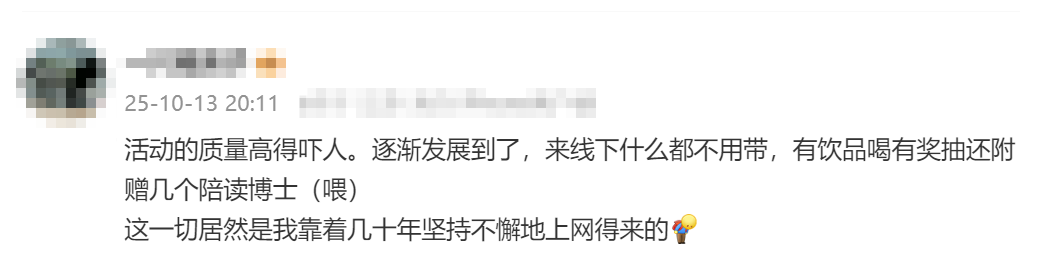 25-10-13 20:11
活动的质量高得吓人。逐渐发展到了，来线下什么都不用带，有饮品喝有奖抽还附
赠几个陪读博士（喂）
这一切居然是我靠着几十年坚持不懈地上网得来的